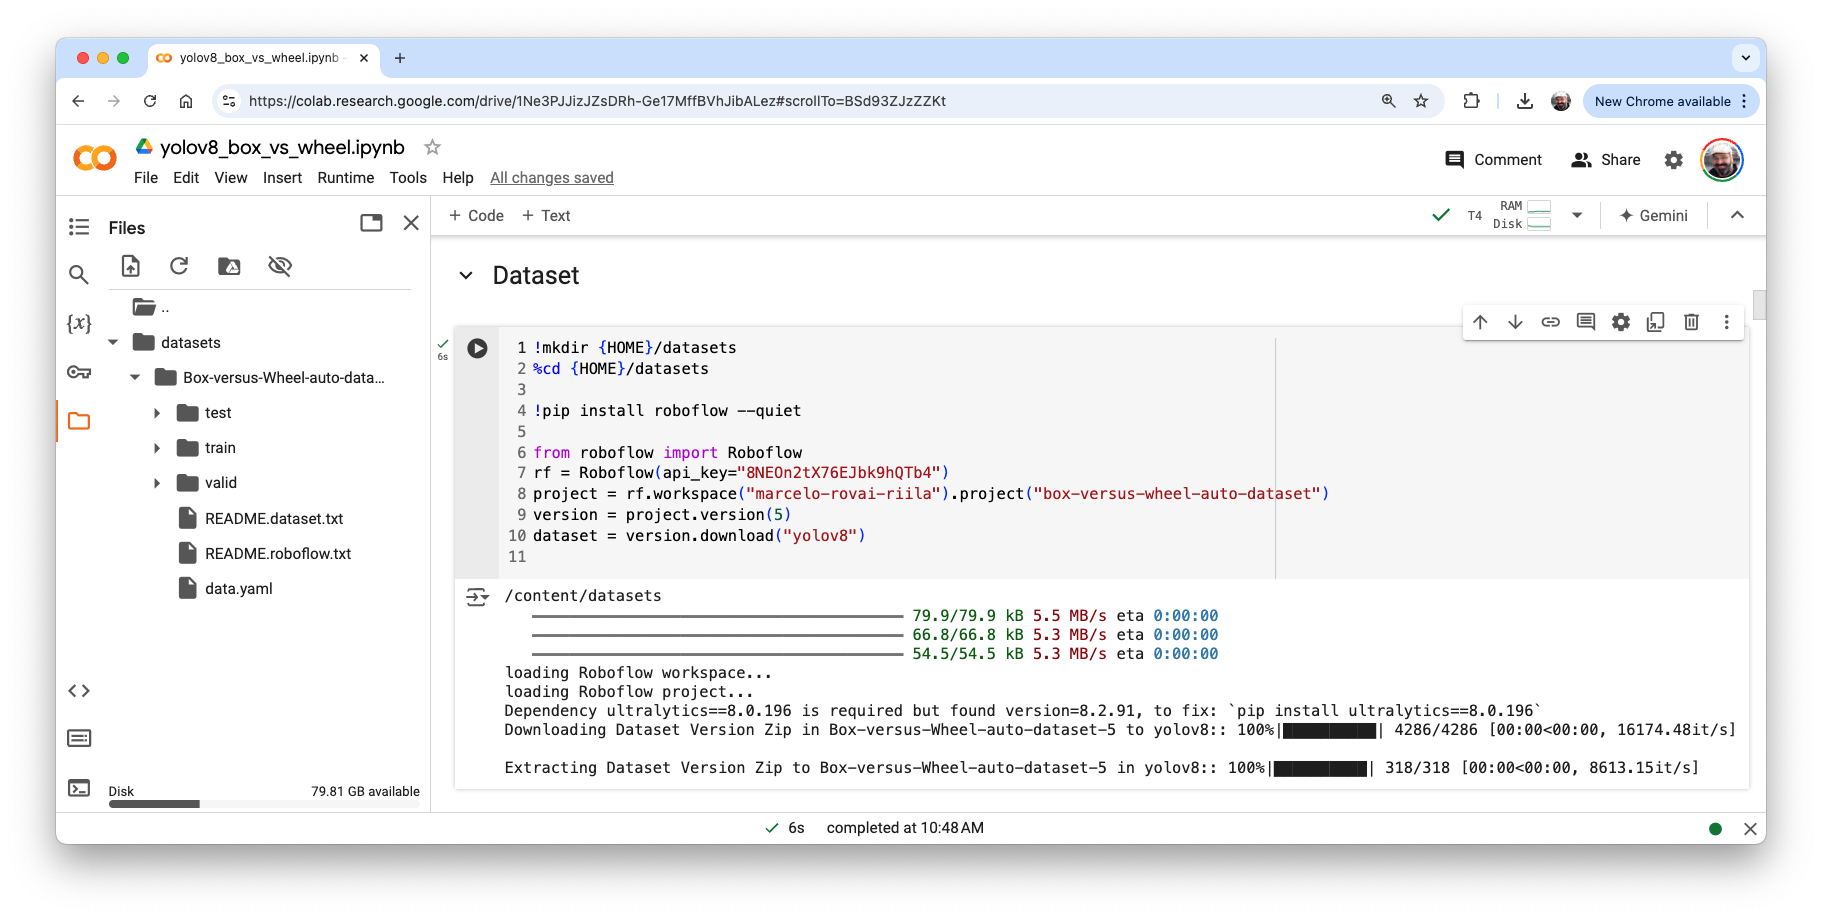 yolov8_box_vs_wheel.ipynb -
https://colab.research.google.com/drive/1Ne3PJJizJZsDRh-Ge17MffBVhJibALez#scrollTo=BSd93ZJzZZKt
New Chrome available
yolov8_box_vs_wheel.ipynb
File Edit View Insert Runtime Tools Help All changes saved
Comment Share
Files
+ Code + Text
T4 RAM Disk Gemini
..
datasets
Box-versus-Wheel-auto-data...
test
train
valid
README.dataset.txt
README.roboflow.txt
data.yaml
Disk 79.81 GB available
{x}
Dataset
6s
1 !mkdir {HOME}/datasets
2 %cd {HOME}/datasets
3
4 !pip install roboflow --quiet
5
6 from roboflow import Roboflow
7 rf = Roboflow(api_key="8NEOn2tX76EJbk9hQTb4")
8 project = rf.workspace("marcelo-rovai-riila").project("box-versus-wheel-auto-dataset")
9 version = project.version(5)
10 dataset = version.download("yolov8")
11
/content/datasets
79.9/79.9 kB 5.5 MB/s eta 0:00:00
66.8/66.8 kB 5.3 MB/s eta 0:00:00
54.5/54.5 kB 5.3 MB/s eta 0:00:00
loading Roboflow workspace...
loading Roboflow project...
Dependency ultralytics==8.0.196 is required but found version=8.2.91, to fix: `pip install ultralytics==8.0.196`
Downloading Dataset Version Zip in Box-versus-Wheel-auto-dataset-5 to yolov8:: 100%|██████████| 4286/4286 [00:00<00:00, 16174.48it/s]
Extracting Dataset Version Zip to Box-versus-Wheel-auto-dataset-5 in yolov8:: 100%|██████████| 318/318 [00:00<00:00, 8613.15it/s]
6s completed at 10:48 AM